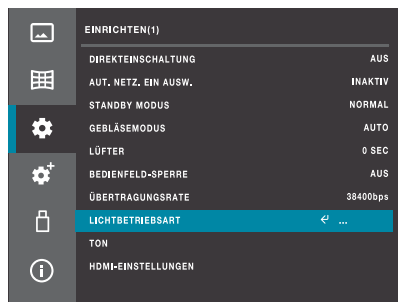 EINRICHTEN(1)
DIREKTEINSCHALTUNG AUS
AUT. NETZ. EIN AUSW. INAKTIV
STANDBY MODUS NORMAL
GEBLÄSEMODUS AUTO
LÜFTER 0 SEC
BEDIENFELD-SPERRE AUS
ÜBERTRAGUNGSRATE 38400bps
LICHTBETRIEBSART ...
TON
HDMI-EINSTELLUNGEN